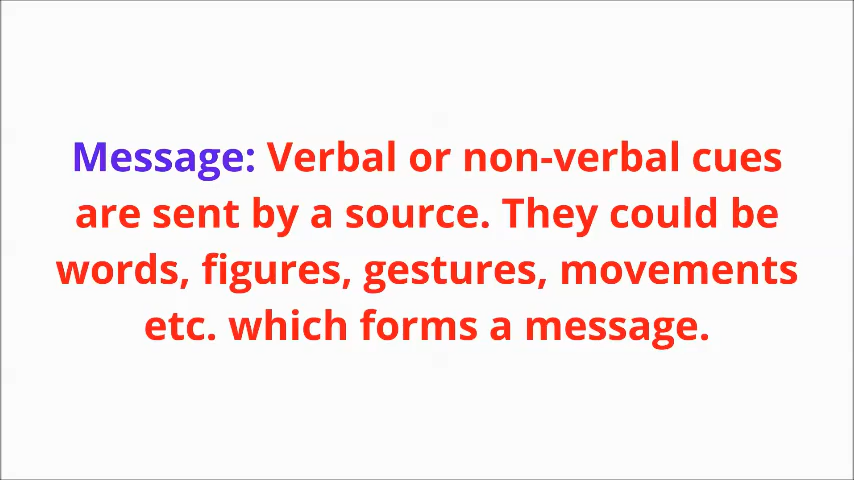 Message: Verbal or non-verbal cues
are sent by a source. They could be
words, figures, gestures, movements
etc. which forms a message.